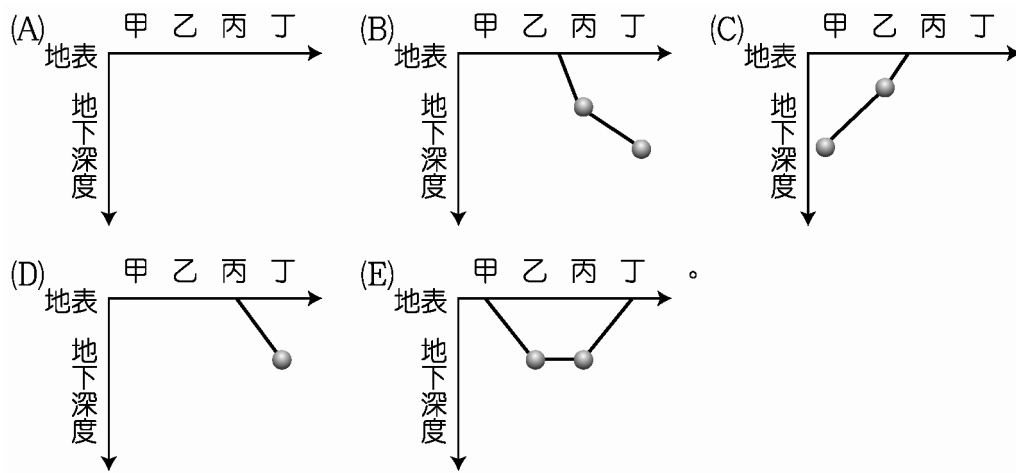 (A) 甲 乙 丙 丁
地表
地下深度
(B) 甲 乙 丙 丁
地表
地下深度
(C) 甲 乙 丙 丁
地表
地下深度
(D) 甲 乙 丙 丁
地表
地下深度
(E) 甲 乙 丙 丁 。
地表
地下深度